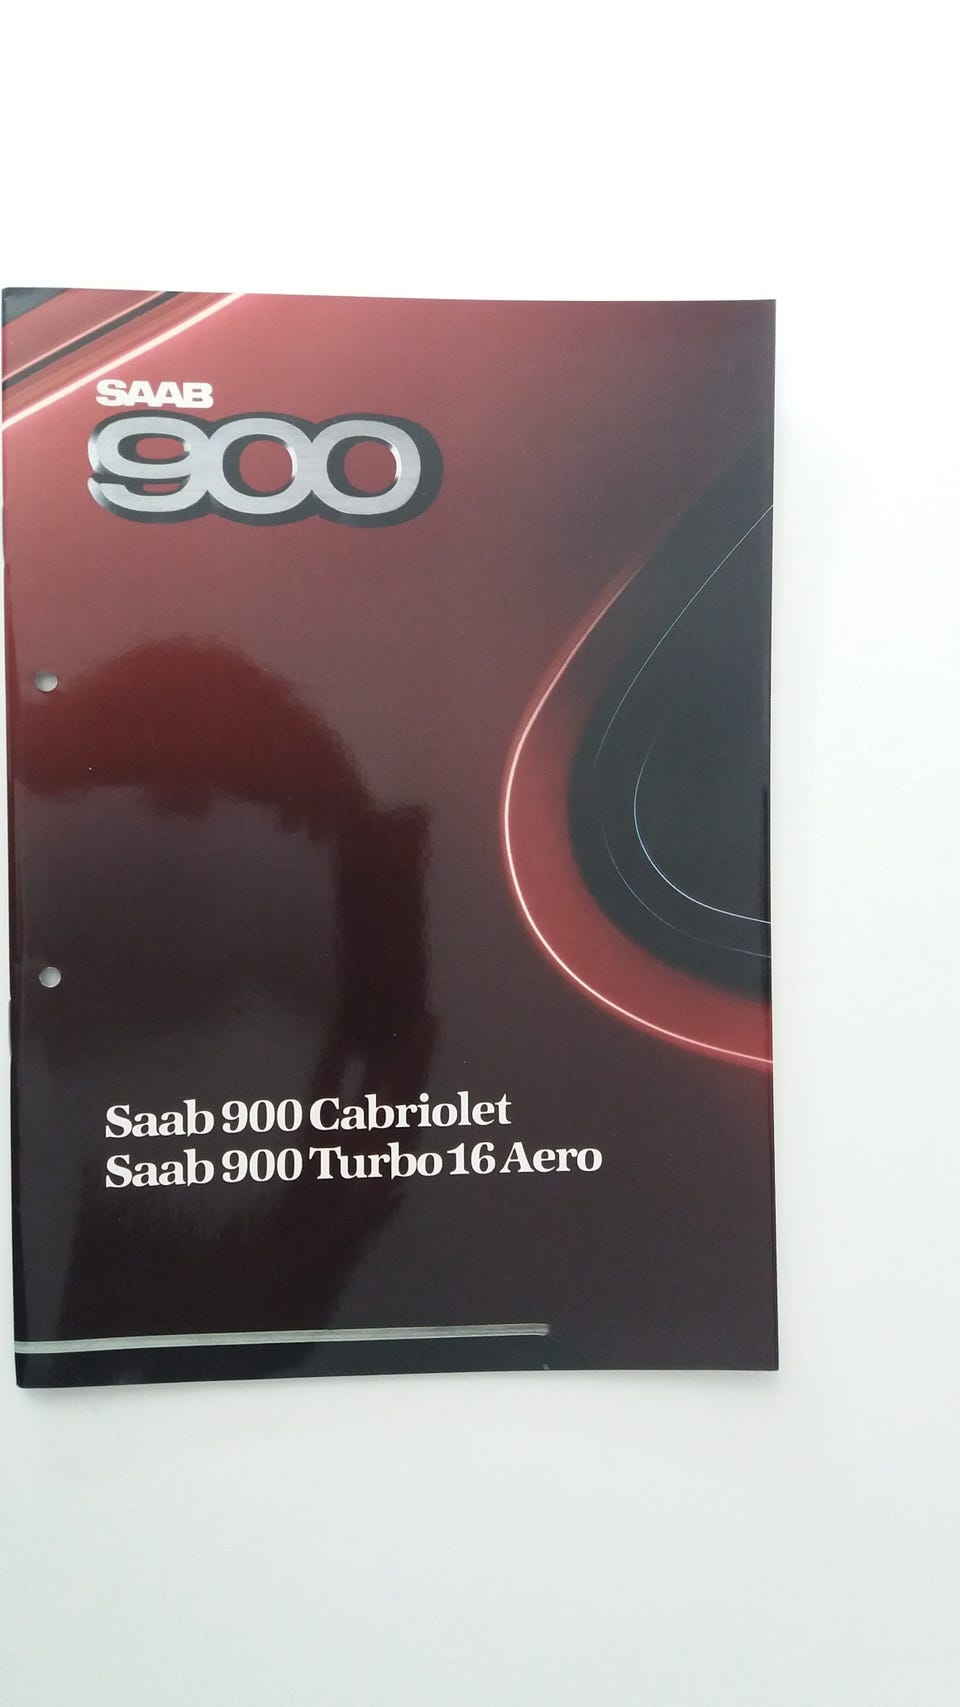 SAAB
900
Saab 900 Cabriolet
Saab 900 Turbo 16 Aero